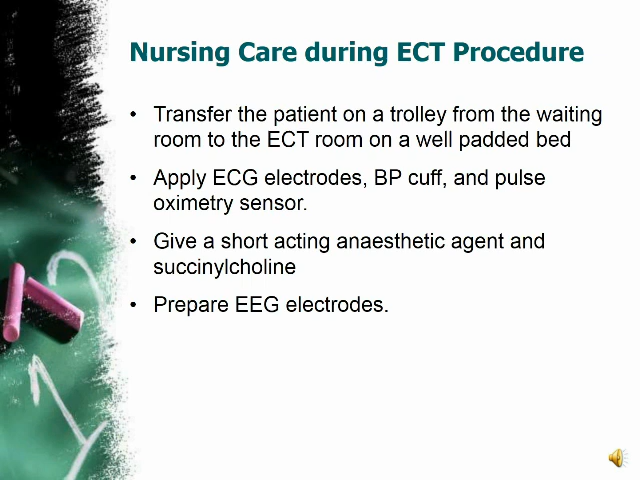 Nursing Care during ECT Procedure
• Transfer the patient on a trolley from the waiting
room to the ECT room on a well padded bed
• Apply ECG electrodes, BP cuff, and pulse
oximetry sensor.
• Give a short acting anaesthetic agent and
succinylcholine
• Prepare EEG electrodes.